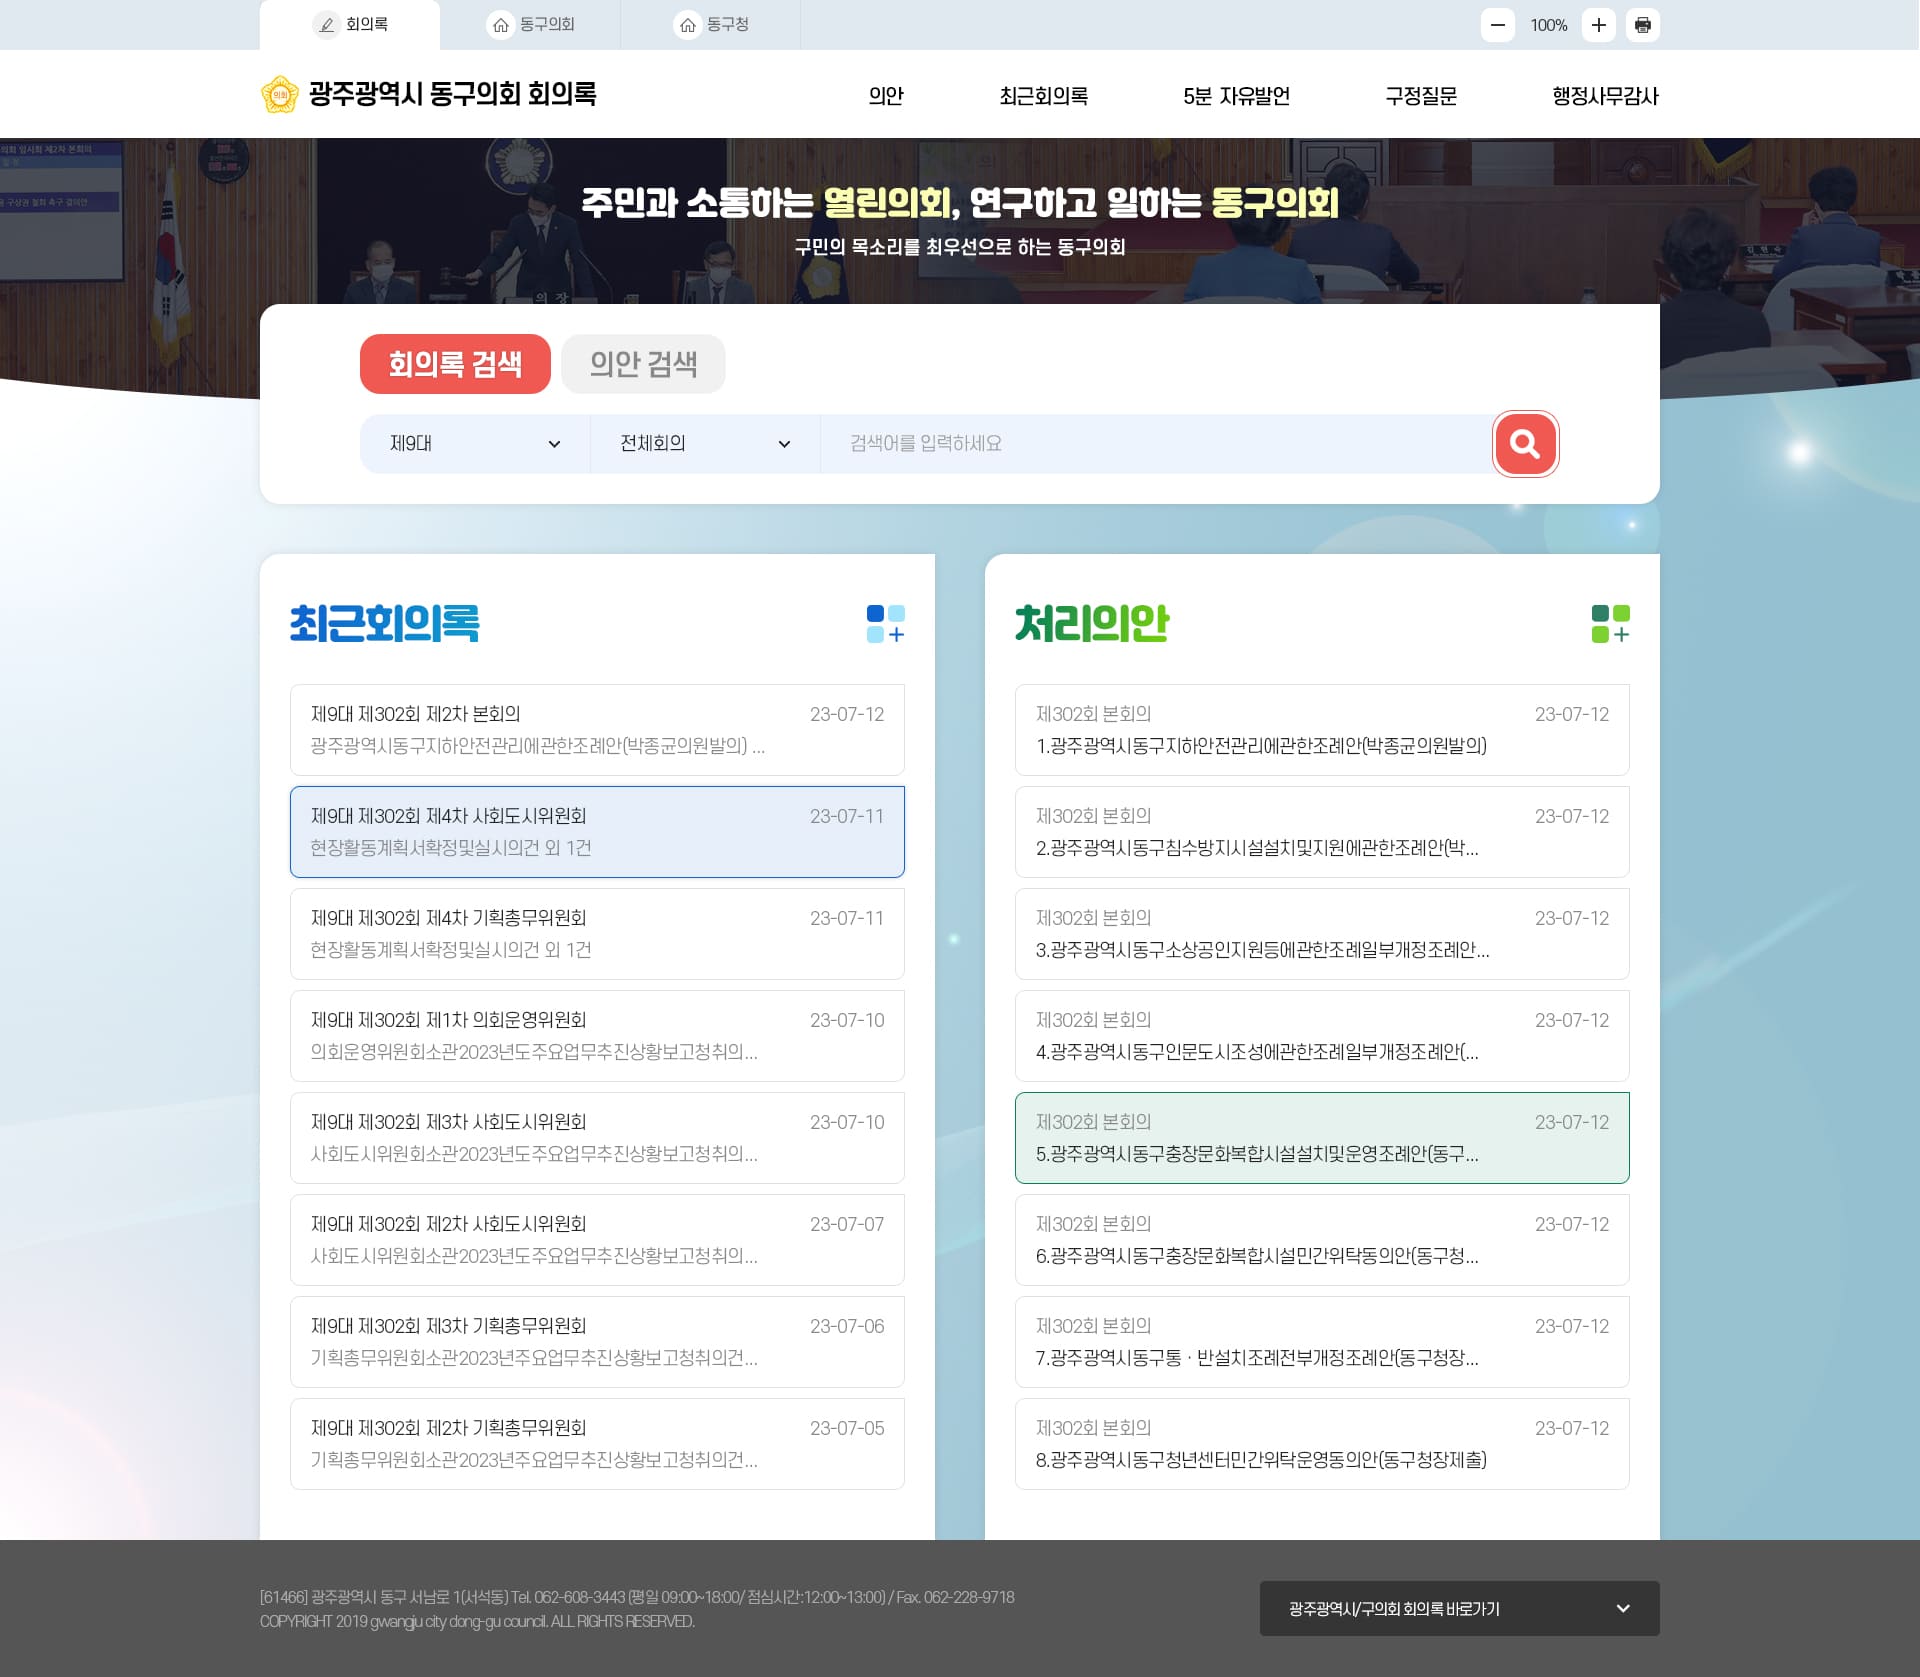 회의록
동구의회
동구청
100%
의회
광주광역시 동구의회 회의록
의안
최근회의록
5분 자유발언
구정질문
행정사무감사
의회 임시회 제2차 본회의
구상권 철회 촉구 결의안
주민과 소통하는 열린의회, 연구하고 일하는 동구의회
구민의 목소리를 최우선으로 하는 동구의회
의 장
회의록 검색
의안 검색
제9대
전체회의
검색어를 입력하세요
최근회의록
제9대 제302회 제2차 본회의 23-07-12
광주광역시동구지하안전관리에관한조례안(박종균의원발의) ...
제9대 제302회 제4차 사회도시위원회 23-07-11
현장활동계획서확정및실시의건 외 1건
제9대 제302회 제4차 기획총무위원회 23-07-11
현장활동계획서확정및실시의건 외 1건
제9대 제302회 제1차 의회운영위원회 23-07-10
의회운영위원회소관2023년도주요업무추진상황보고청취의...
제9대 제302회 제3차 사회도시위원회 23-07-10
사회도시위원회소관2023년도주요업무추진상황보고청취의...
제9대 제302회 제2차 사회도시위원회 23-07-07
사회도시위원회소관2023년도주요업무추진상황보고청취의...
제9대 제302회 제3차 기획총무위원회 23-07-06
기획총무위원회소관2023년주요업무추진상황보고청취의건...
제9대 제302회 제2차 기획총무위원회 23-07-05
기획총무위원회소관2023년주요업무추진상황보고청취의건...
처리의안
제302회 본회의 23-07-12
1.광주광역시동구지하안전관리에관한조례안(박종균의원발의)
제302회 본회의 23-07-12
2.광주광역시동구침수방지시설설치및지원에관한조례안(박...
제302회 본회의 23-07-12
3.광주광역시동구소상공인지원등에관한조례일부개정조례안...
제302회 본회의 23-07-12
4.광주광역시동구인문도시조성에관한조례일부개정조례안(...
제302회 본회의 23-07-12
5.광주광역시동구충장문화복합시설설치및운영조례안(동구...
제302회 본회의 23-07-12
6.광주광역시동구충장문화복합시설민간위탁동의안(동구청...
제302회 본회의 23-07-12
7.광주광역시동구통ㆍ반설치조례전부개정조례안(동구청장...
제302회 본회의 23-07-12
8.광주광역시동구청년센터민간위탁운영동의안(동구청장제출)
[61466] 광주광역시 동구 서남로 1(서석동) Tel. 062-608-3443 (평일 09:00~18:00/ 점심시간:12:00~13:00) / Fax. 062-228-9718
COPYRIGHT 2019 gwangju city dong-gu council. ALL RIGHTS RESERVED.
광주광역시/구의회 회의록 바로가기